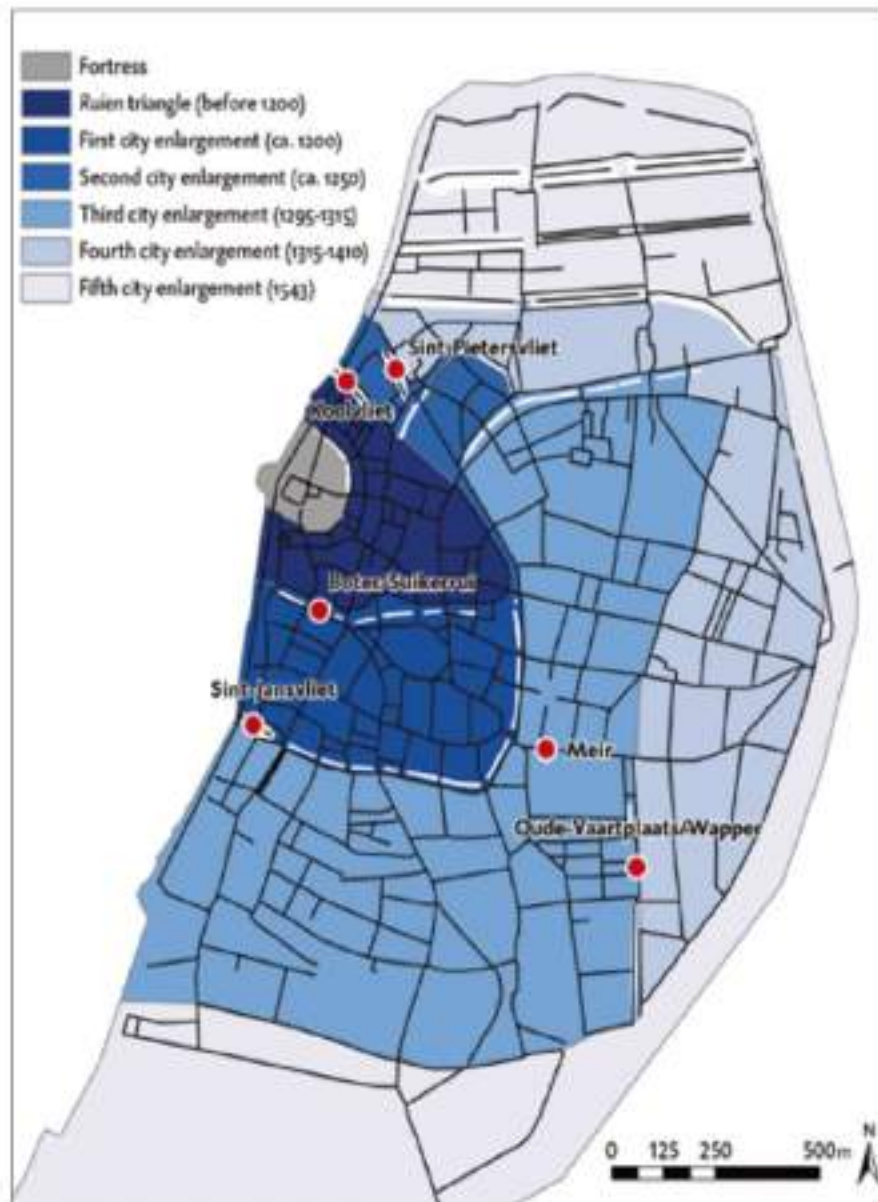 Fortress
Ruien triangle (before 1200)
First city enlargement (ca. 1200)
Second city enlargement (ca. 1250)
Third city enlargement (1295-1315)
Fourth city enlargement (1315-1410)
Fifth city enlargement (1543)
Sint-Pietersvliet
Koolvliet
Boter/Suikerrui
Sint-Jansvliet
Meir
Oude-Vaartplaats/Wapper
0 125 250 500m
N